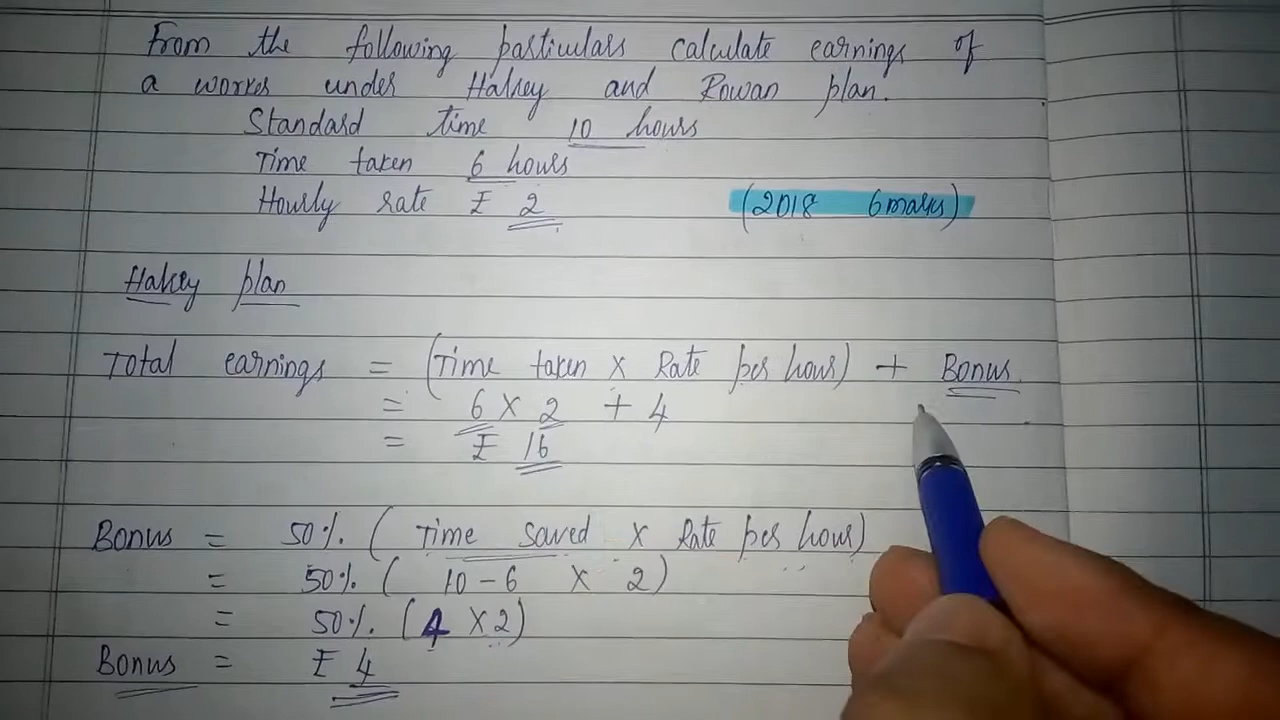 From the following particulars calculate earnings of
a worker under Halsey and Rowan plan.
Standard time 10 hours
Time taken 6 hours
Hourly rate ₹ 2 (2018 6marks)
Halsey plan
Total earnings = (Time taken X Rate per hour) + Bonus
= 6 X 2 + 4
= ₹ 16
Bonus = 50% ( Time saved X Rate per hour)
= 50% ( 10-6 X 2)
= 50% (4 X 2)
Bonus = ₹ 4